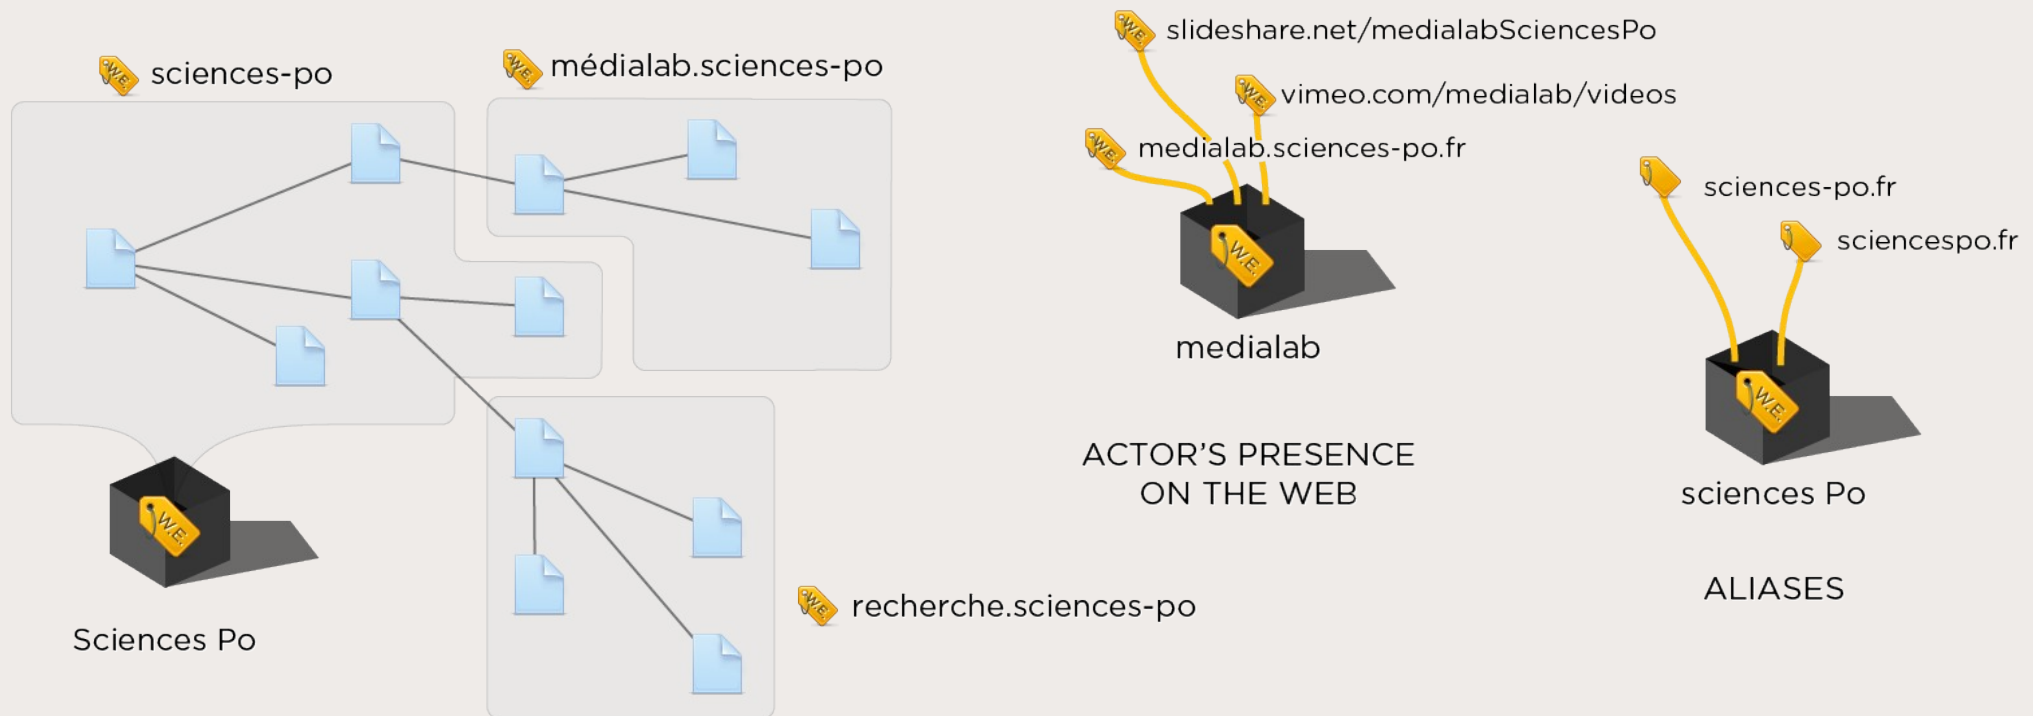 W.E. sciences-po
W.E. médialab.sciences-po
W.E.
Sciences Po
W.E. recherche.sciences-po
W.E. slideshare.net/medialabSciencesPo
W.E. vimeo.com/medialab/videos
W.E. medialab.sciences-po.fr
W.E.
medialab
ACTOR'S PRESENCE
ON THE WEB
sciences-po.fr
sciencespo.fr
W.E.
sciences Po
ALIASES